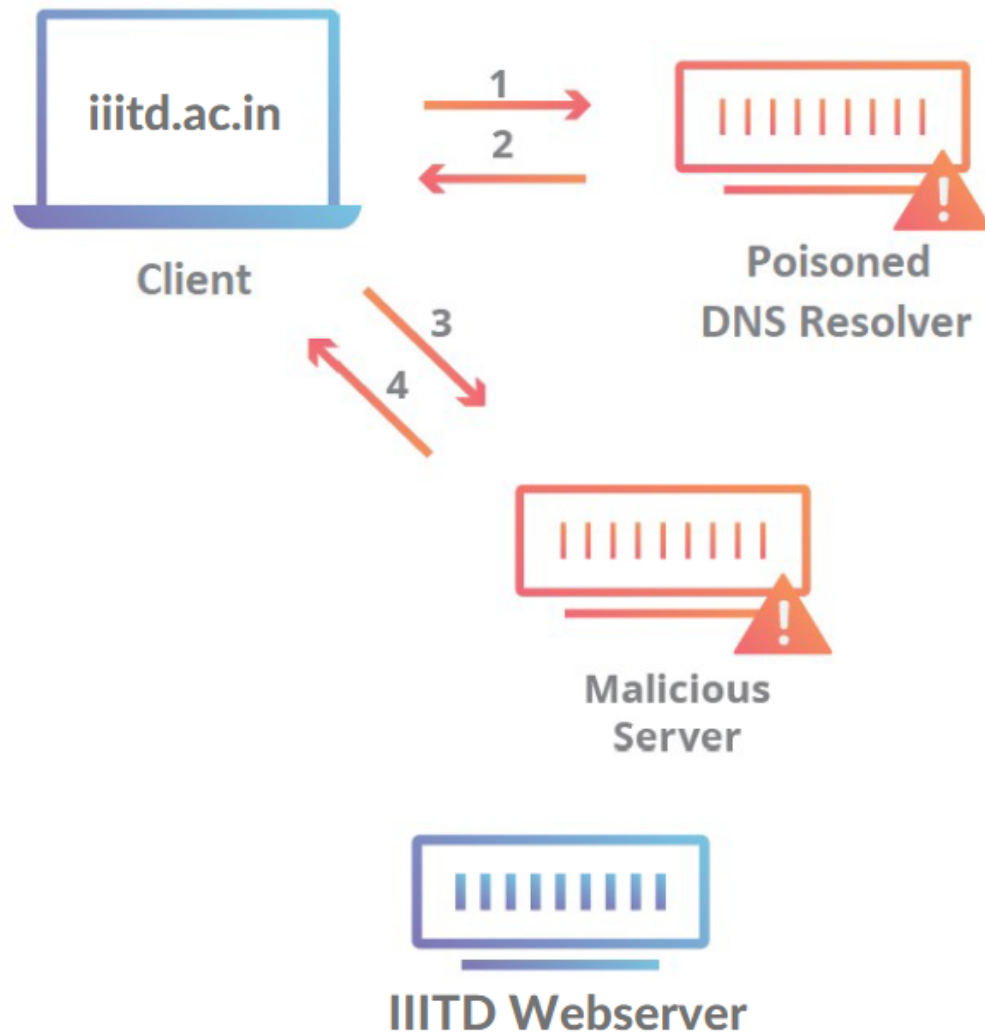 iiitd.ac.in
1
2
Client
Poisoned
DNS Resolver
3
4
Malicious
Server
IIITD Webserver